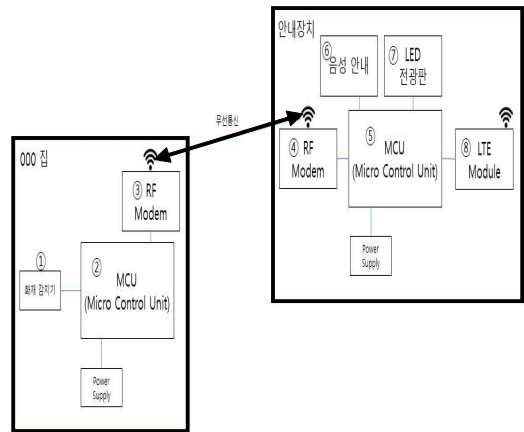 안내장치
⑥
음성 안내
⑦ LED
전광판
무선통신
④ RF
Modem
⑤
MCU
(Micro Control Unit)
⑧ LTE
Module
Power
Supply
OOO 집
③ RF
Modem
①
화재 감지기
②
MCU
(Micro Control Unit)
Power
Supply